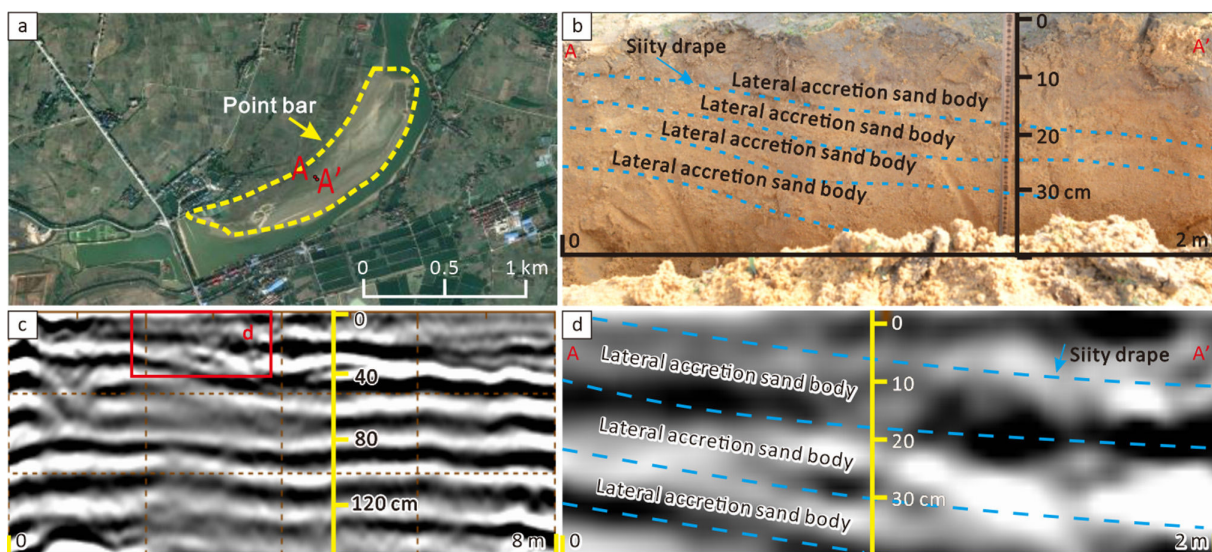 a
Point bar
A
A'
0
0.5
1 km
b
A
A'
Siity drape
0
10
20
30 cm
Lateral accretion sand body
Lateral accretion sand body
Lateral accretion sand body
Lateral accretion sand body
0
2 m
c
d
0
40
80
120 cm
0
8 m
d
A
A'
0
Siity drape
Lateral accretion sand body
10
Lateral accretion sand body
20
Lateral accretion sand body
30 cm
0
2 m